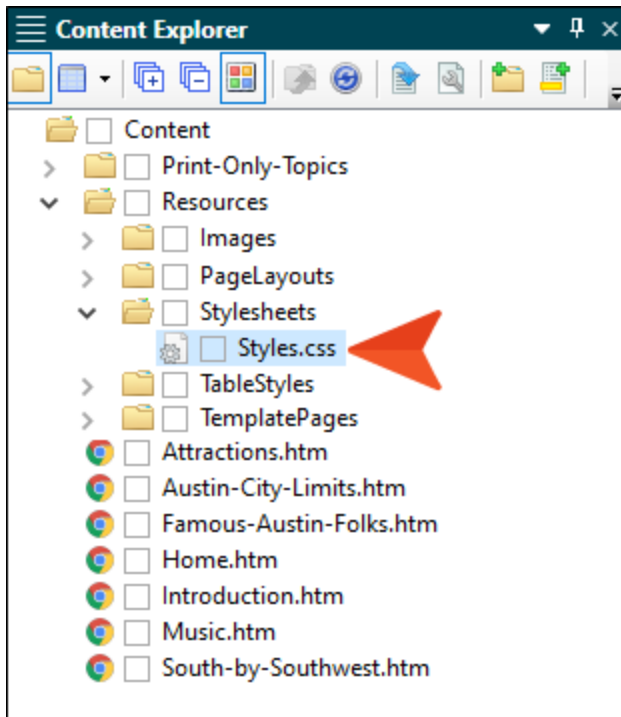 Content Explorer
Content
Print-Only-Topics
Resources
Images
PageLayouts
Stylesheets
Styles.css
TableStyles
TemplatePages
Attractions.htm
Austin-City-Limits.htm
Famous-Austin-Folks.htm
Home.htm
Introduction.htm
Music.htm
South-by-Southwest.htm